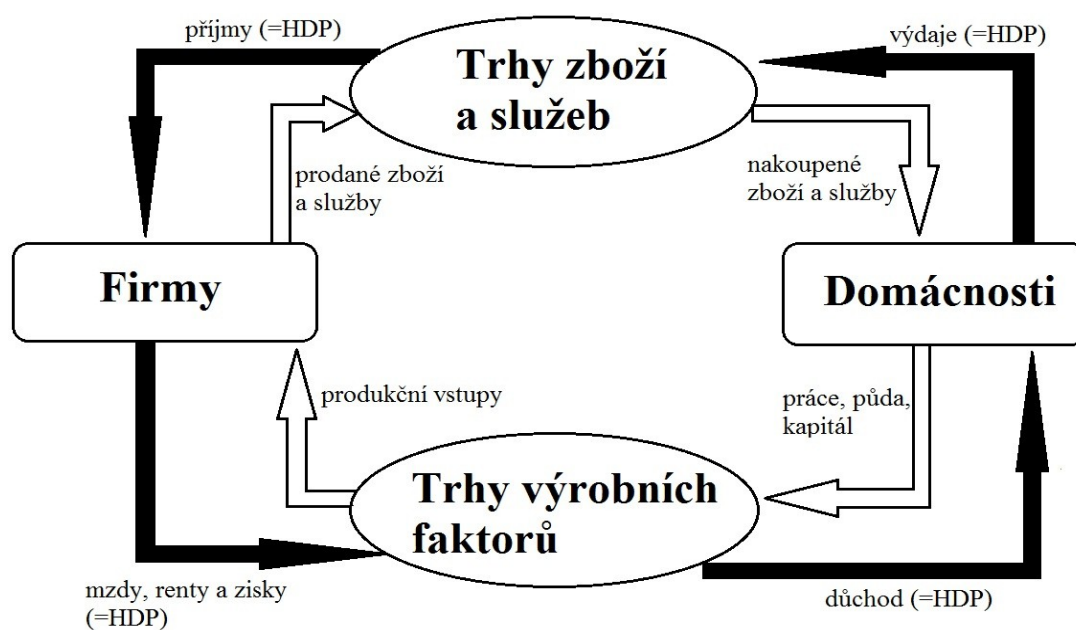 příjmy (=HDP)
výdaje (=HDP)
Trhy zboží
a služeb
prodané zboží
a služby
nakoupené
zboží a služby
Firmy
Domácnosti
produkční vstupy
práce, půda,
kapitál
Trhy výrobních
faktorů
mzdy, renty a zisky
(=HDP)
důchod (=HDP)